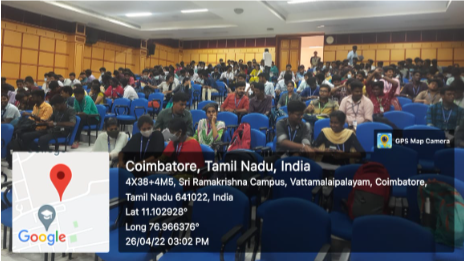 GPS Map Camera
Coimbatore, Tamil Nadu, India
4X38+4M5, Sri Ramakrishna Campus, Vattamalaipalayam, Coimbatore,
Tamil Nadu 641022, India
Lat 11.102928°
Long 76.966376°
26/04/22 03:02 PM
Google